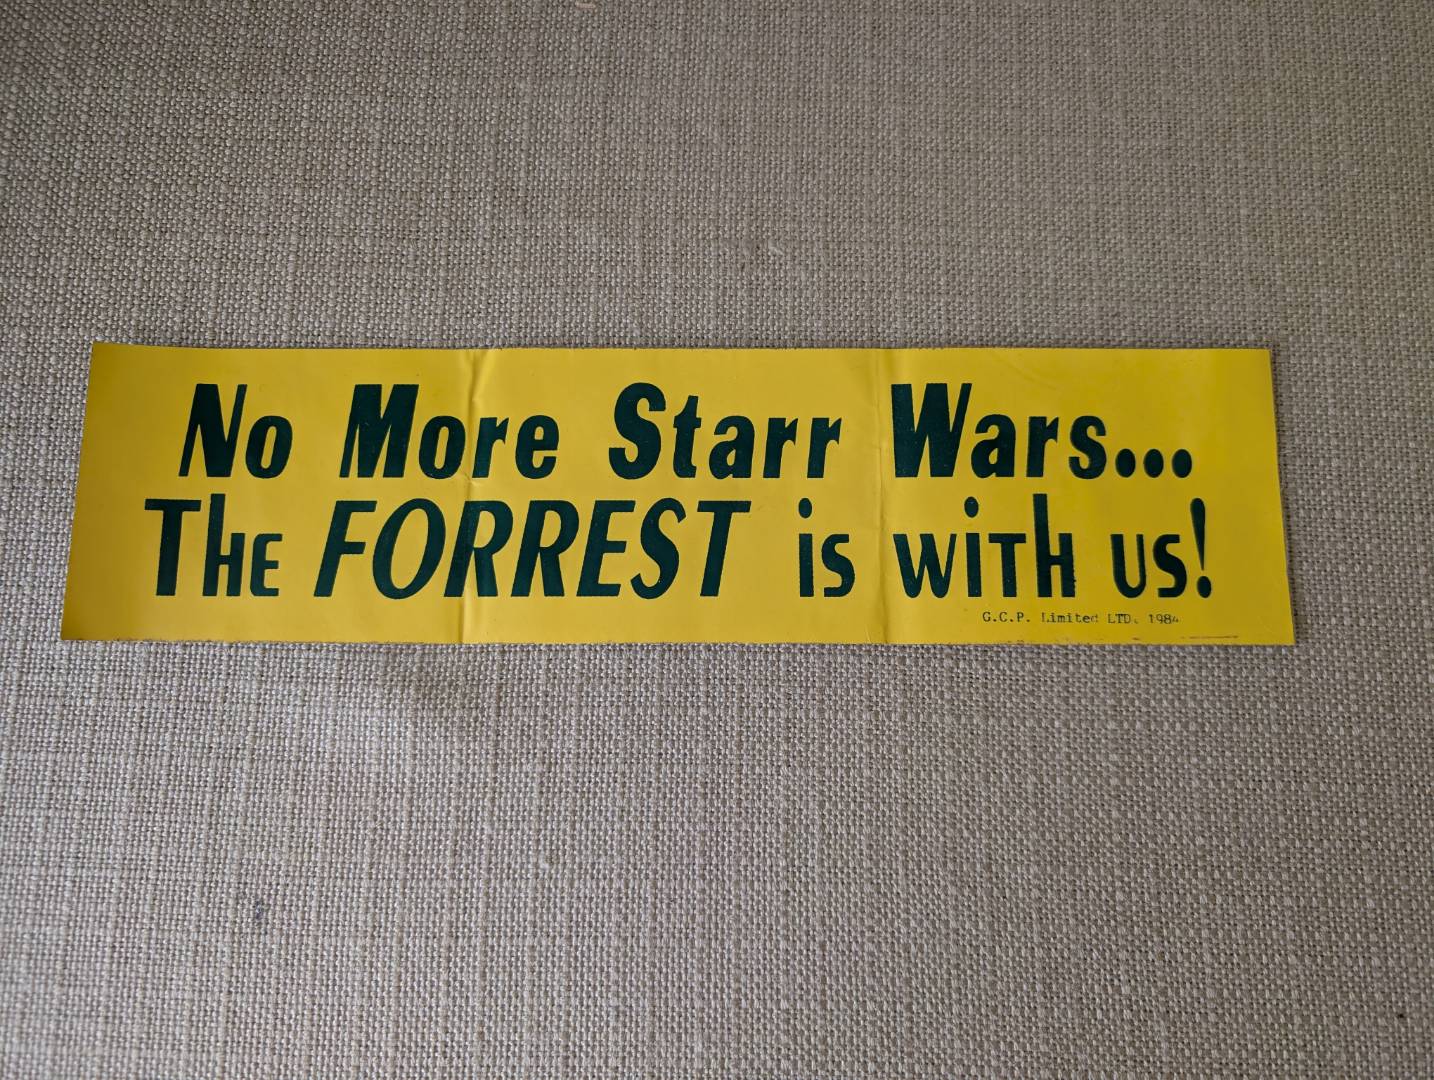 No More Starr Wars...
The FORREST is with us!
G.C.P. Limited LTD. 1984